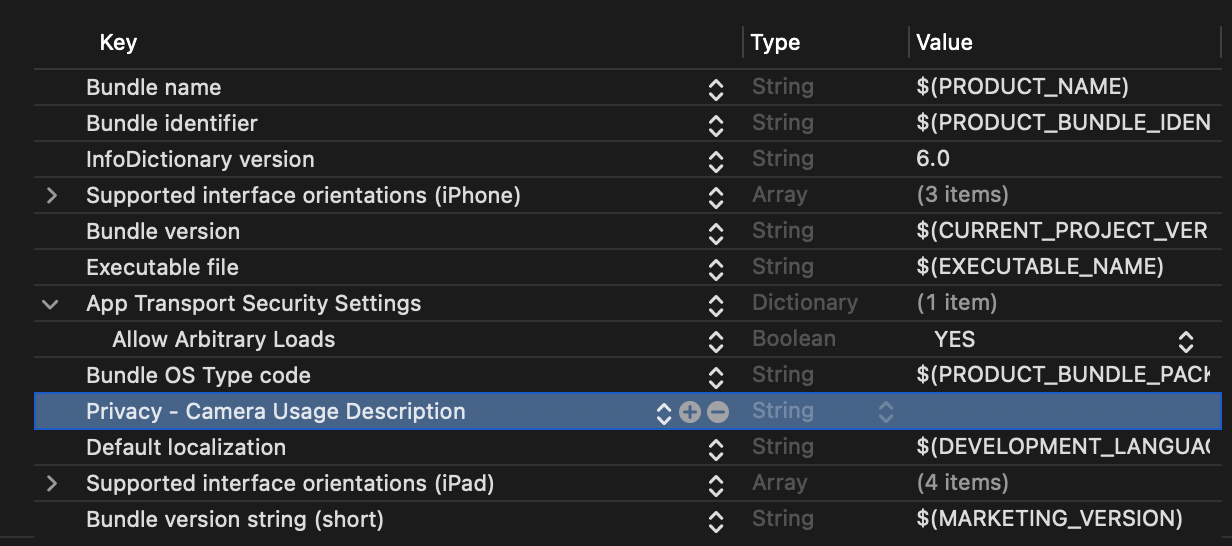 Key Type Value
Bundle name String $(PRODUCT_NAME)
Bundle identifier String $(PRODUCT_BUNDLE_IDEN
InfoDictionary version String 6.0
Supported interface orientations (iPhone) Array (3 items)
Bundle version String $(CURRENT_PROJECT_VER
Executable file String $(EXECUTABLE_NAME)
App Transport Security Settings Dictionary (1 item)
Allow Arbitrary Loads Boolean YES
Bundle OS Type code String $(PRODUCT_BUNDLE_PACK
Privacy - Camera Usage Description String
Default localization String $(DEVELOPMENT_LANGUAG
Supported interface orientations (iPad) Array (4 items)
Bundle version string (short) String $(MARKETING_VERSION)